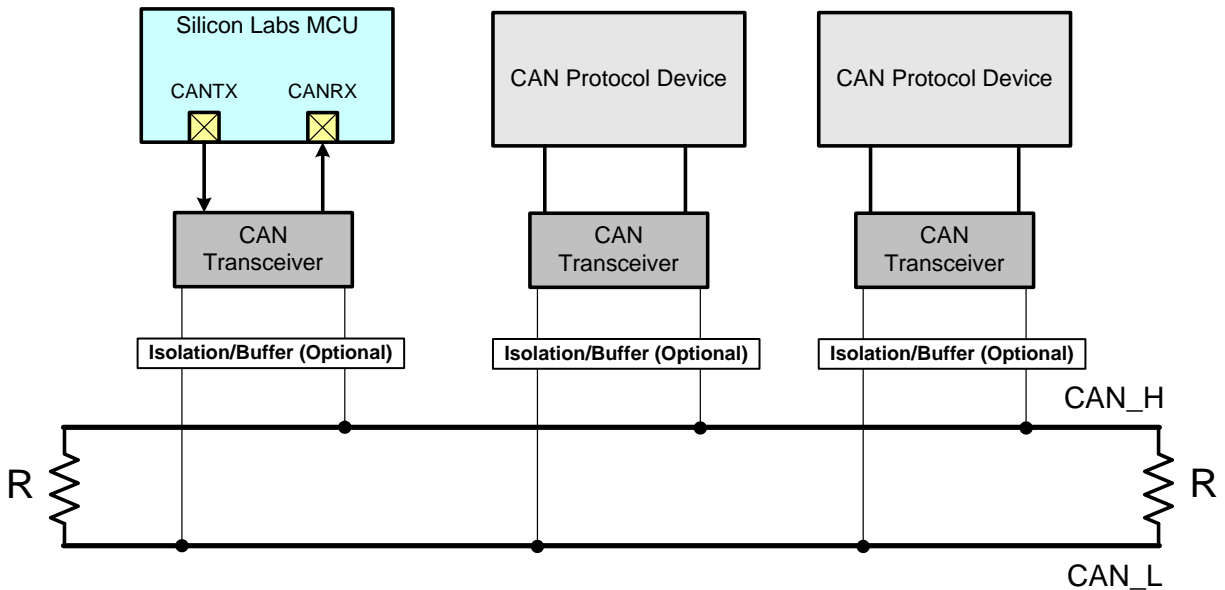 Silicon Labs MCU
CANTX
CANRX
CAN Protocol Device
CAN Protocol Device
CAN
Transceiver
CAN
Transceiver
CAN
Transceiver
Isolation/Buffer (Optional)
Isolation/Buffer (Optional)
Isolation/Buffer (Optional)
CAN_H
R
R
CAN_L